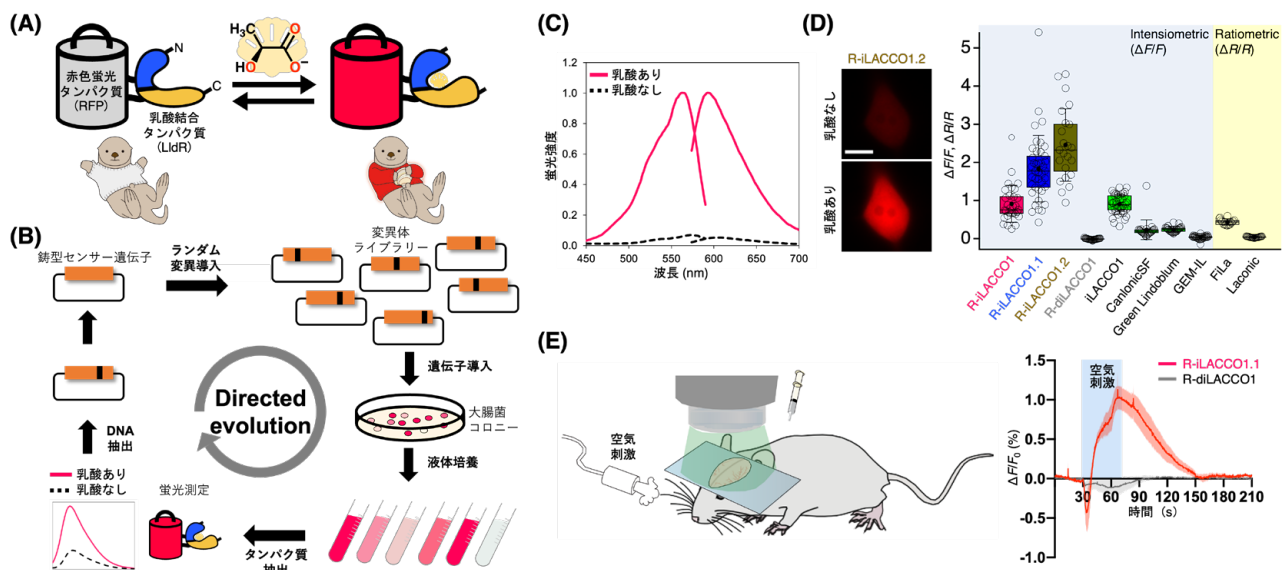 (A)
H₃C
O
HO
O⁻
N
C
赤色蛍光
タンパク質
(RFP)
乳酸結合
タンパク質
(LldR)
(B)
鋳型センサー遺伝子
ランダム
変異導入
変異体
ライブラリー
遺伝子導入
大腸菌
コロニー
液体培養
タンパク質
抽出
蛍光測定
乳酸あり
乳酸なし
DNA
抽出
Directed
evolution
(C)
乳酸あり
乳酸なし
蛍光強度
1.2
1.0
0.8
0.6
0.4
0.2
0.0
450
500
550
600
650
700
波長 (nm)
(D)
R-iLACCO1.2
乳酸なし
乳酸あり
Intensiometric
(ΔF/F)
Ratiometric
(ΔR/R)
ΔF/F, ΔR/R
5
4
3
2
1
0
R-iLACCO1
R-iLACCO1.1
R-iLACCO1.2
R-diLACCO1
iLACCO1
CanlonicSF
Green Lindoblum
GEM-IL
FiLa
Laconic
(E)
空気
刺激
空気
刺激
R-iLACCO1.1
R-diLACCO1
ΔF/F₀ (%)
1.5
1.0
0.5
0.0
-0.5
-1.0
30
60
90
120
150
180
210
時間 (s)